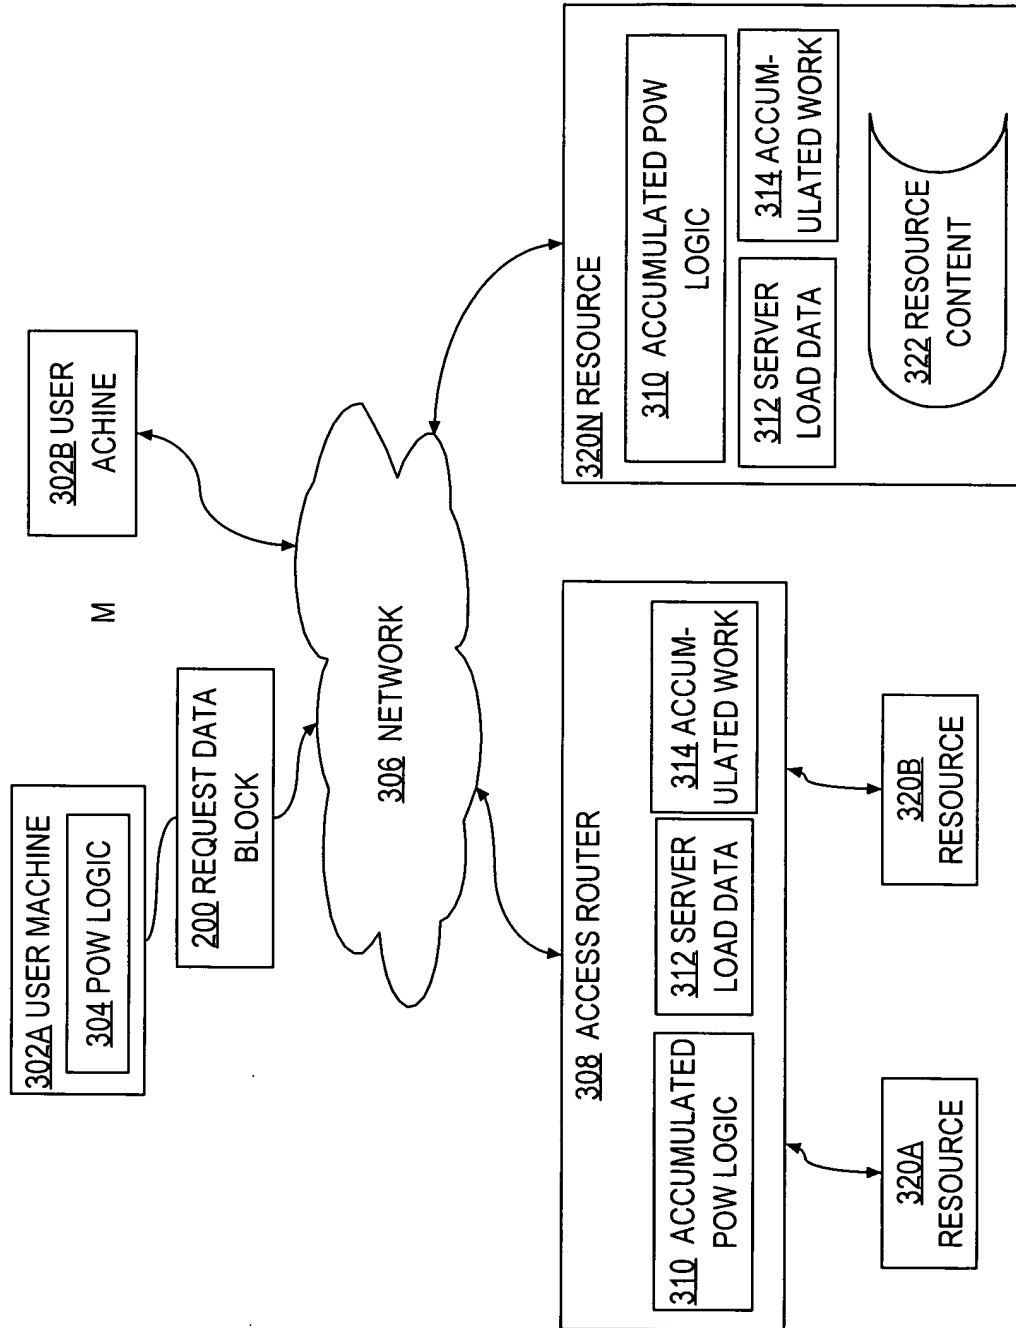 302A USER MACHINE
304 POW LOGIC
200 REQUEST DATA
BLOCK
M
302B USER
ACHINE
306 NETWORK
308 ACCESS ROUTER
310 ACCUMULATED
POW LOGIC
312 SERVER
LOAD DATA
314 ACCUM-
ULATED WORK
320A
RESOURCE
320B
RESOURCE
320N RESOURCE
310 ACCUMULATED POW
LOGIC
312 SERVER
LOAD DATA
314 ACCUM-
ULATED WORK
322 RESOURCE
CONTENT